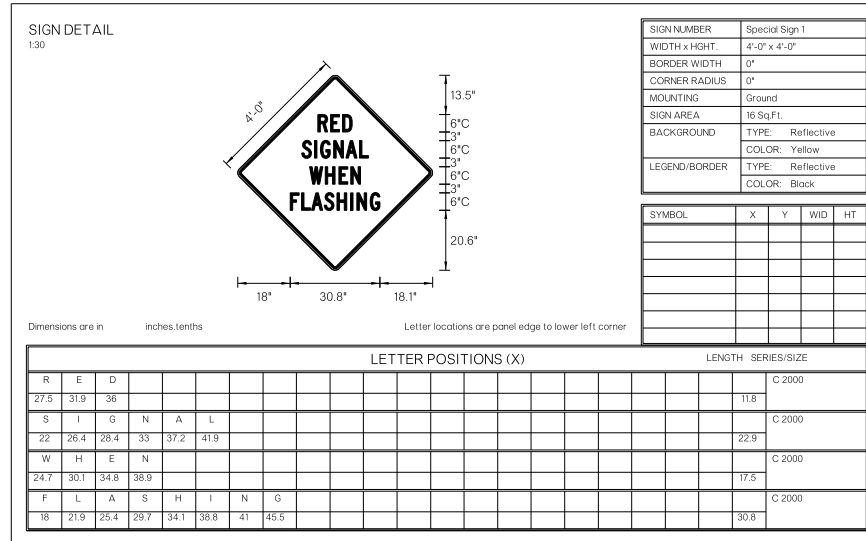 SIGN DETAIL
1:30
4'-0"
RED
SIGNAL
WHEN
FLASHING
13.5"
6"C
3"
6"C
3"
6"C
3"
6"C
20.6"
18" 30.8" 18.1"
Dimensions are in inches.tenths
Letter locations are panel edge to lower left corner
SIGN NUMBER Special Sign 1
WIDTH x HGHT. 4'-0" x 4'-0"
BORDER WIDTH 0"
CORNER RADIUS 0"
MOUNTING Ground
SIGN AREA 16 Sq.Ft.
BACKGROUND TYPE: Reflective
COLOR: Yellow
LEGEND/BORDER TYPE: Reflective
COLOR: Black
SYMBOL X Y WID HT
LETTER POSITIONS (X) LENGTH SERIES/SIZE
R E D C 2000
27.5 31.9 36 11.8
S I G N A L C 2000
22 26.4 28.4 33 37.2 41.9 22.9
W H E N C 2000
24.7 30.1 34.8 38.9 17.5
F L A S H I N G C 2000
18 21.9 25.4 29.7 34.1 38.8 41 45.5 30.8